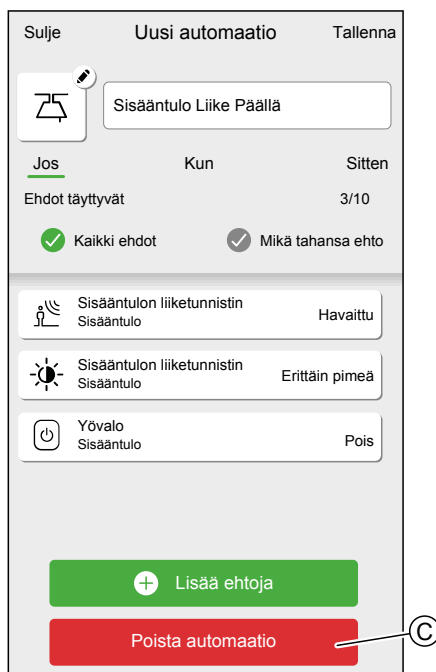 Sulje Uusi automaatio Tallenna
Sisääntulo Liike Päällä
Jos Kun Sitten
Ehdot täyttyvät 3/10
Kaikki ehdot Mikä tahansa ehto
Sisääntulon liiketunnistin
Sisääntulo
Havaittu
Sisääntulon liiketunnistin
Sisääntulo
Erittäin pimeä
Yövalo
Sisääntulo
Pois
Lisää ehtoja
Poista automaatio
C